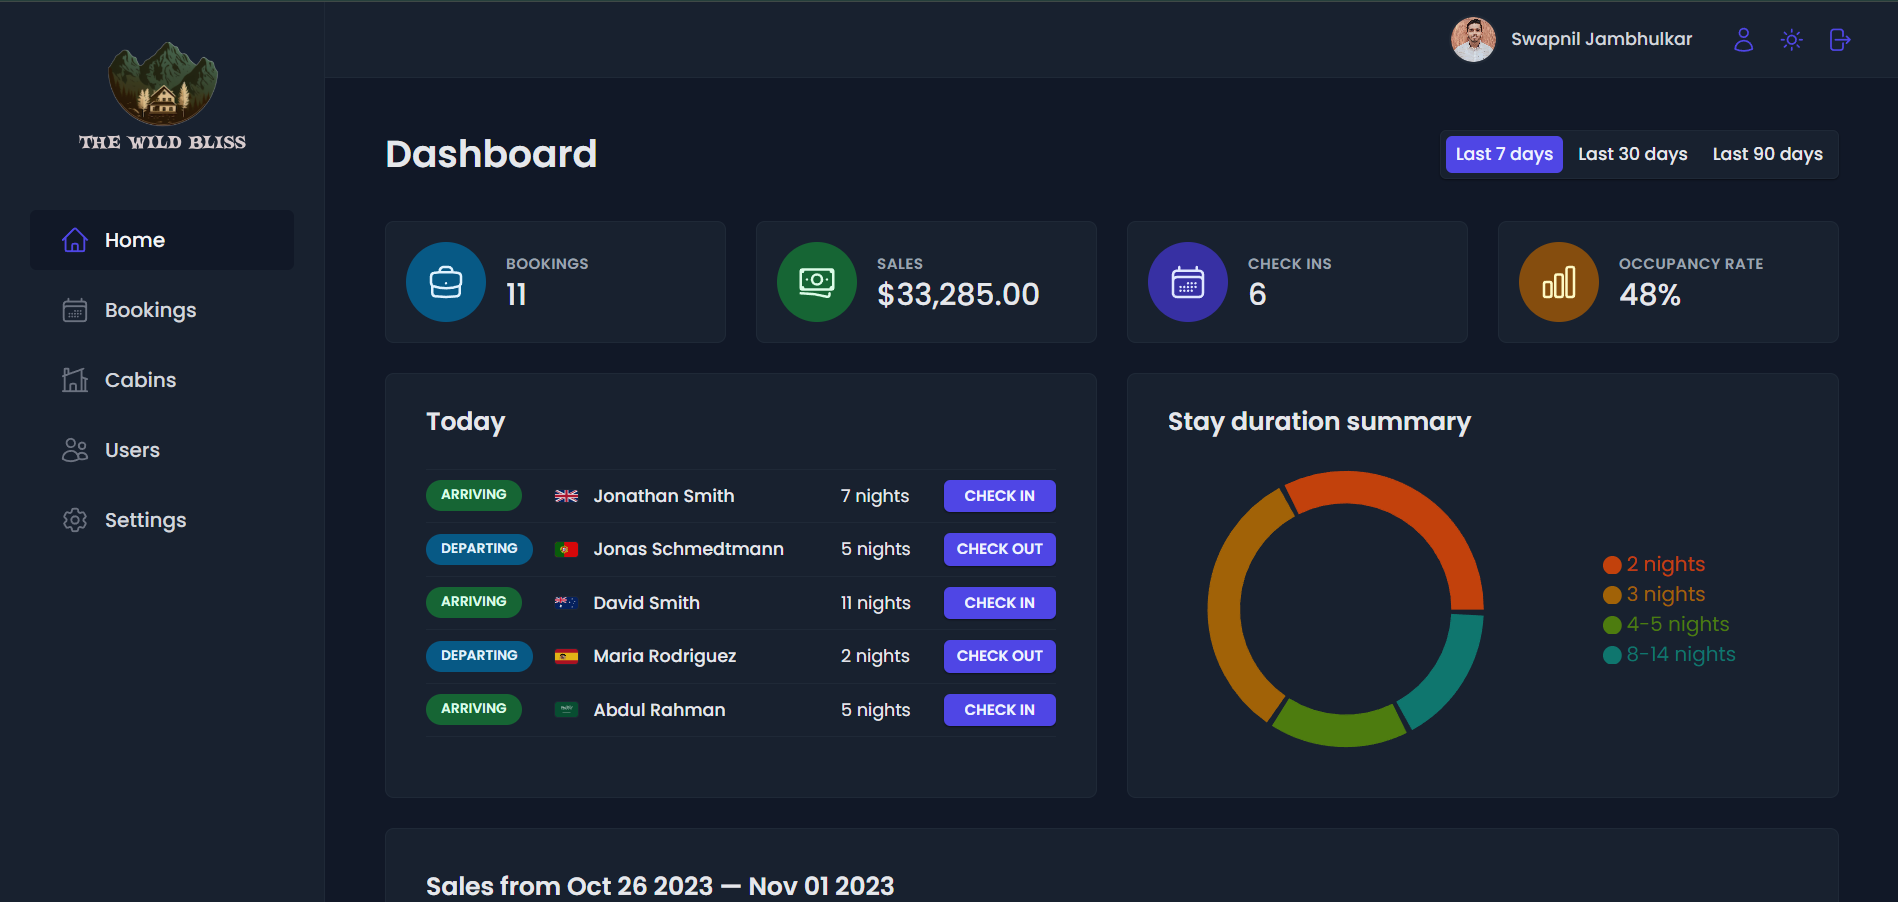 THE WILD BLISS
Swapnil Jambhulkar
Home
Bookings
Cabins
Users
Settings
Dashboard
Last 7 days Last 30 days Last 90 days
BOOKINGS
11
SALES
$33,285.00
CHECK INS
6
OCCUPANCY RATE
48%
Today
ARRIVING Jonathan Smith 7 nights CHECK IN
DEPARTING Jonas Schmedtmann 5 nights CHECK OUT
ARRIVING David Smith 11 nights CHECK IN
DEPARTING Maria Rodriguez 2 nights CHECK OUT
ARRIVING Abdul Rahman 5 nights CHECK IN
Stay duration summary
2 nights
3 nights
4-5 nights
8-14 nights
Sales from Oct 26 2023 — Nov 01 2023